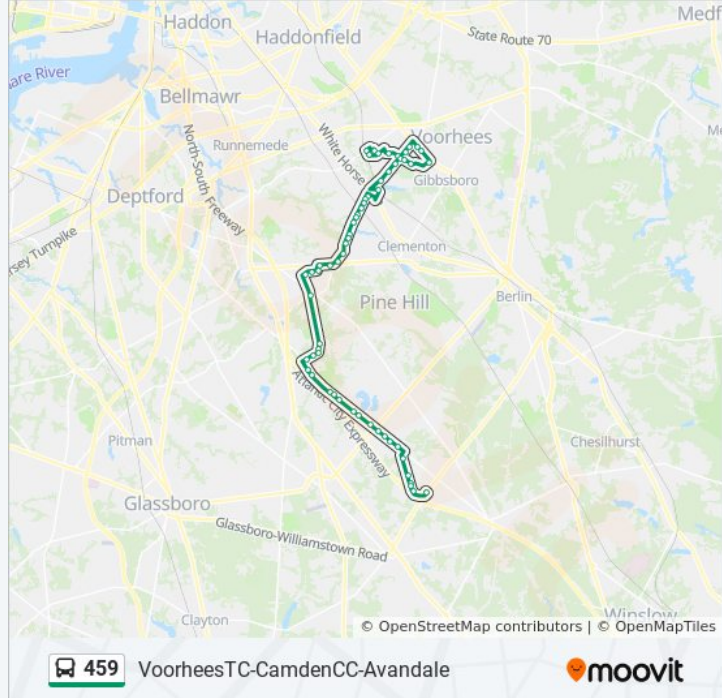 Medf
Haddon
State Route 70
Haddonfield
are River
Bellmawr
Voorhees
White Horse
Runnemede
North-South Freeway
Gibbsboro
Deptford
rsey Turnpike
Clementon
Pine Hill
Berlin
Atlantic City Expressway
Pitman
Chesilhurst
Glassboro
Glassboro-Williamstown Road
Winslow
Clayton
© OpenStreetMap contributors | © OpenMapTiles
459 VoorheesTC-CamdenCC-Avandale
moovit